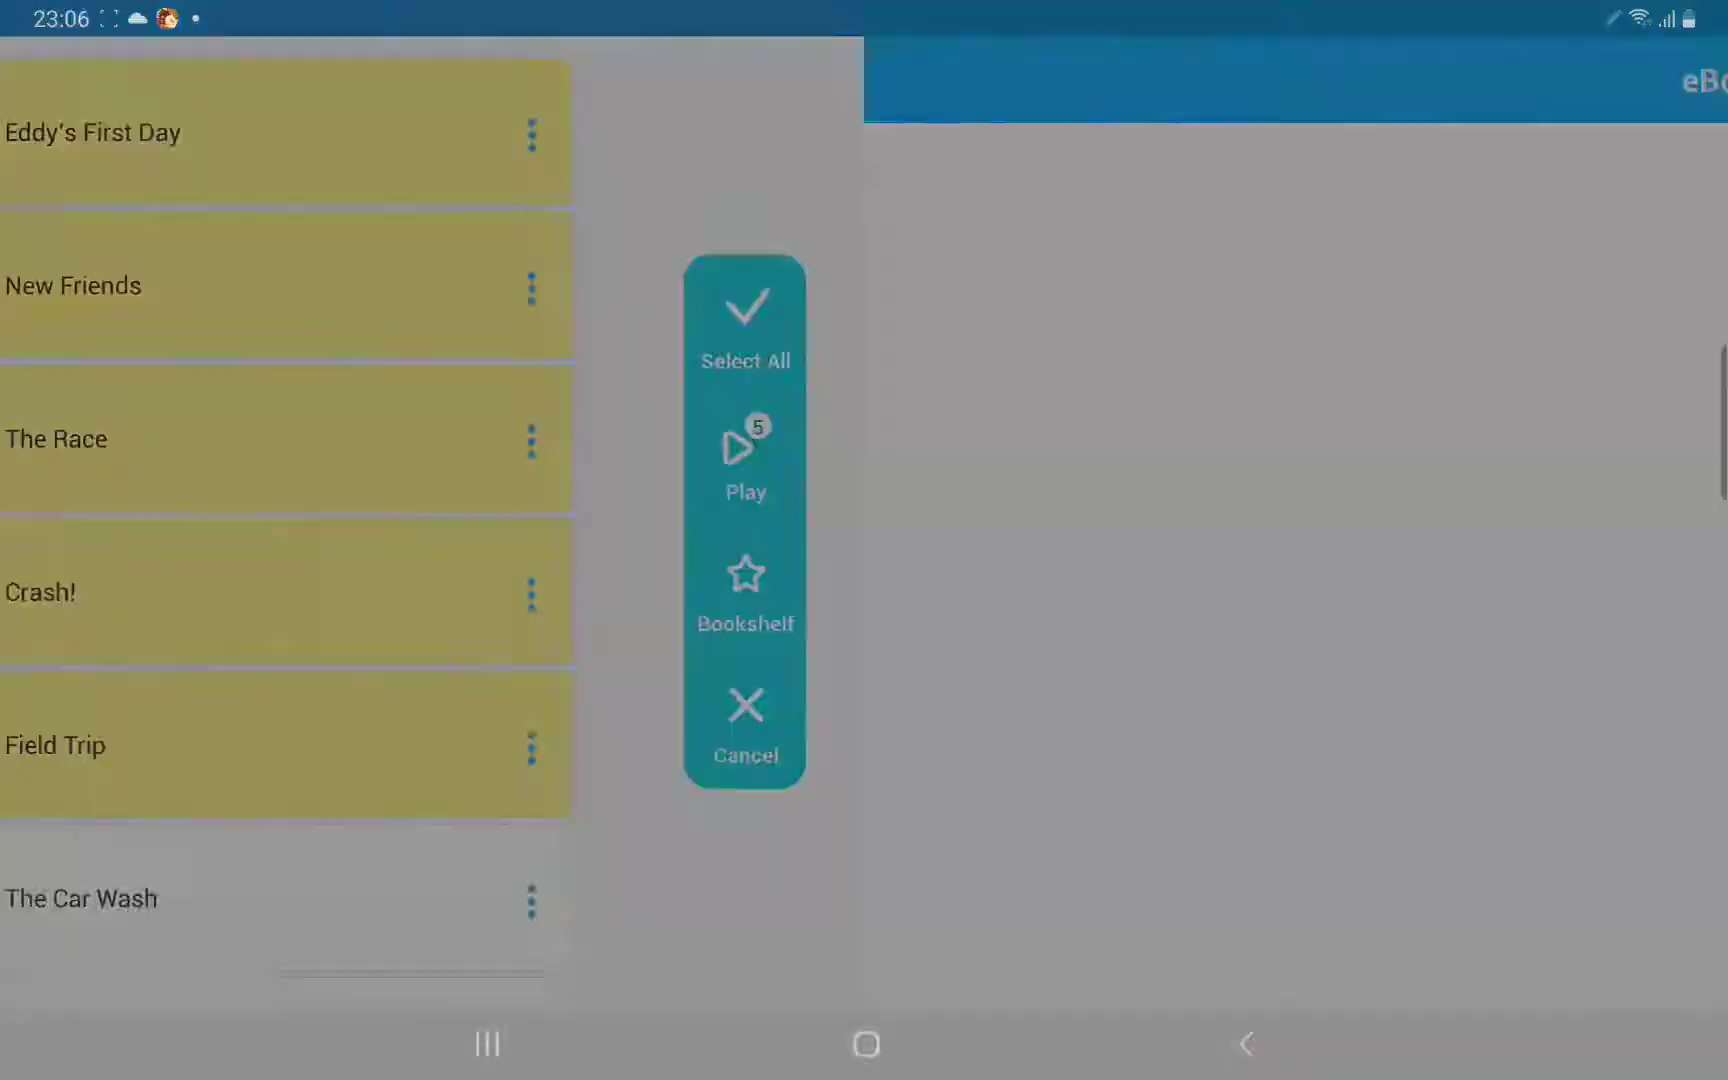 23:06
eBo
Eddy's First Day
New Friends
The Race
Crash!
Field Trip
The Car Wash
Select All
5
Play
Bookshelf
Cancel